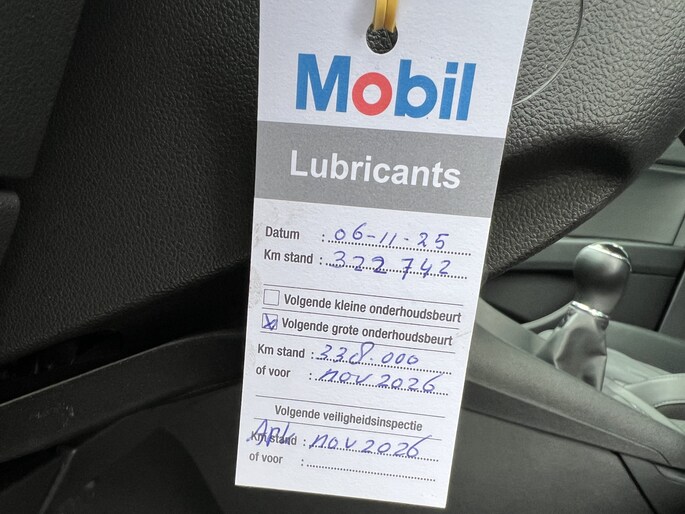 Mobil
Lubricants
Datum : 06-11-25
Km stand : 322 742
Volgende kleine onderhoudsbeurt
Volgende grote onderhoudsbeurt
Km stand : 338.000
of voor : nov 2026
Volgende veiligheidsinspectie
Km stand Apk : nov 2026
of voor :